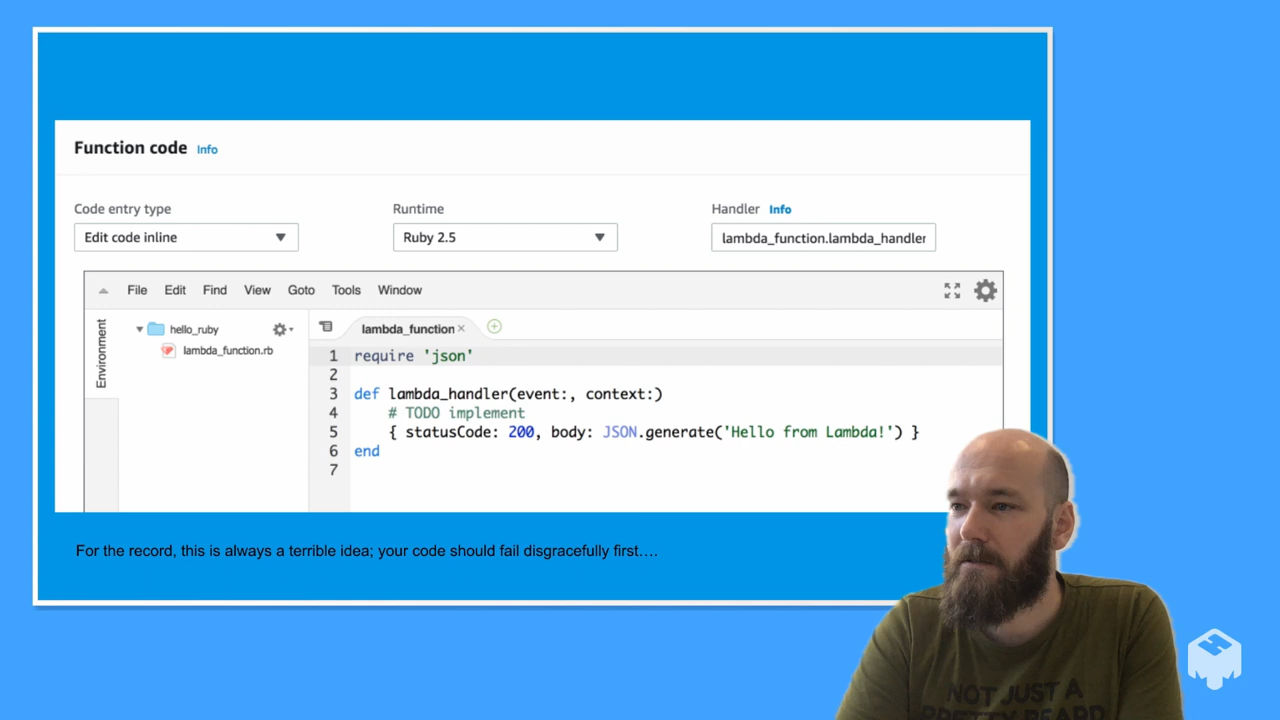 Function code Info
Code entry type
Runtime
Handler Info
Edit code inline
Ruby 2.5
lambda_function.lambda_handler
File Edit Find View Goto Tools Window
Environment
hello_ruby
lambda_function.rb
lambda_function
1 require 'json'
2
3 def lambda_handler(event:, context:)
4 # TODO implement
5 { statusCode: 200, body: JSON.generate('Hello from Lambda!') }
6 end
7
For the record, this is always a terrible idea; your code should fail disgracefully first….
NOT JUST A
PRETTY BEARD